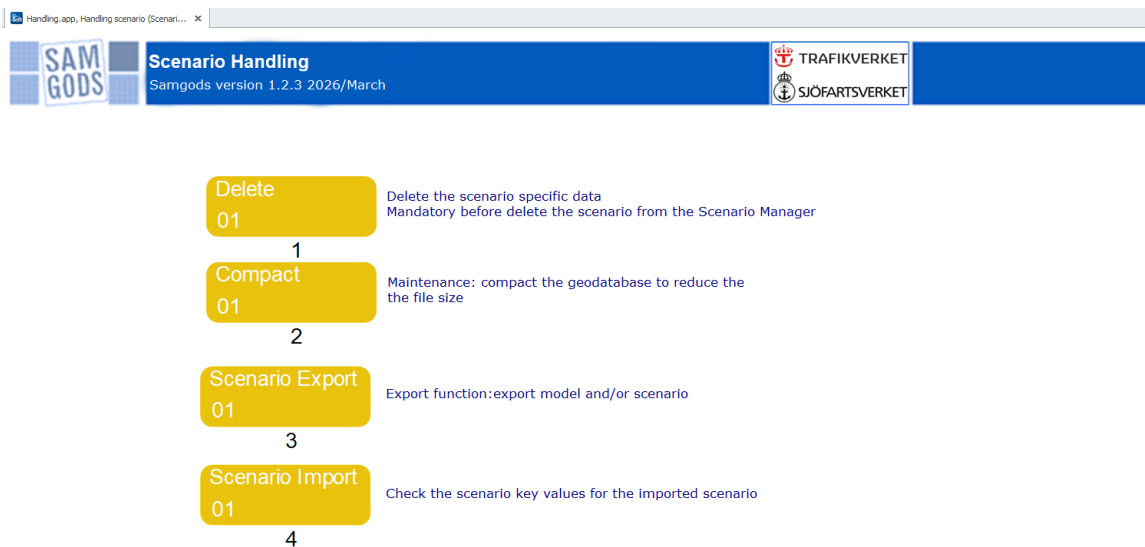 Handling.app, Handling scenario (Scenari... ×
SAM
GODS
Scenario Handling
Samgods version 1.2.3 2026/March
TRAFIKVERKET
SJÖFARTSVERKET
Delete
01
Delete the scenario specific data
Mandatory before delete the scenario from the Scenario Manager
1
Compact
01
Maintenance: compact the geodatabase to reduce the
the file size
2
Scenario Export
01
Export function:export model and/or scenario
3
Scenario Import
01
Check the scenario key values for the imported scenario
4